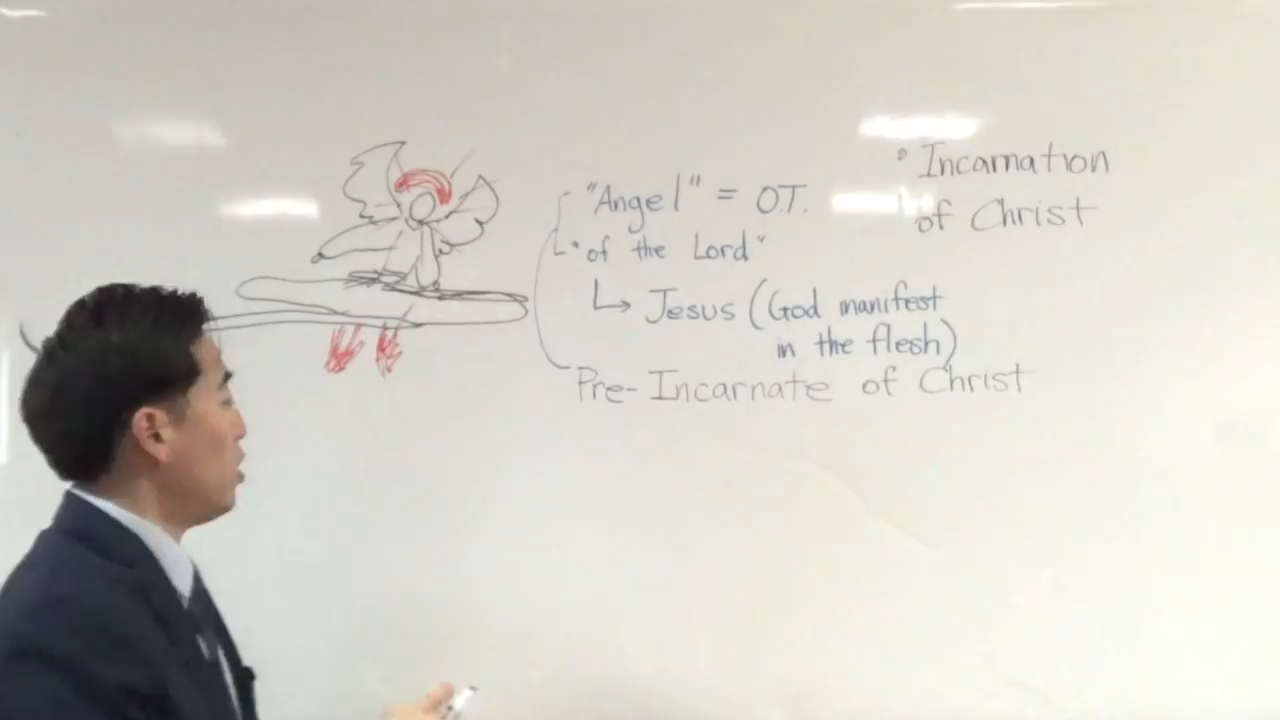 "Angel" = O.T.
"of the Lord"
↳ Jesus (God manifest
in the flesh)
Pre-Incarnate of Christ
° Incarnation
of Christ